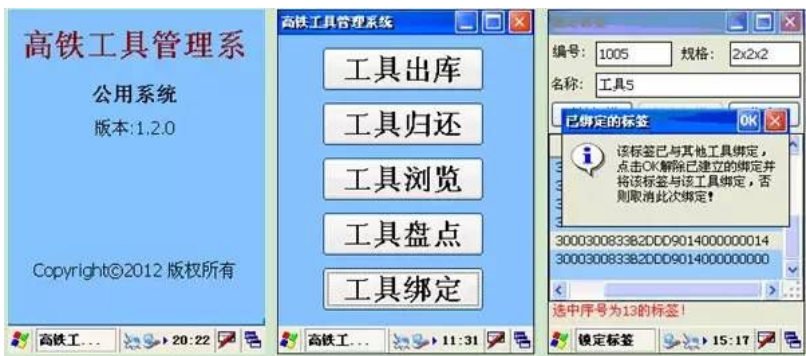 高铁工具管理系
公用系统
版本:1.2.0
Copyright©2012 版权所有
高铁工...
20:22
高铁工具管理系统
工具出库
工具归还
工具浏览
工具盘点
工具绑定
高铁工...
11:31
编号: 1005 规格: 2x2x2
名称: 工具5
已绑定的标签 OK
该标签已与其他工具绑定，
点击OK解除已建立的绑定并
将该标签与该工具绑定，否
则取消此次绑定!
3000300833B2DDD9014000000014
3000300833B2DDD9014000000000
选中序号为13的标签!
锁定标签
15:17